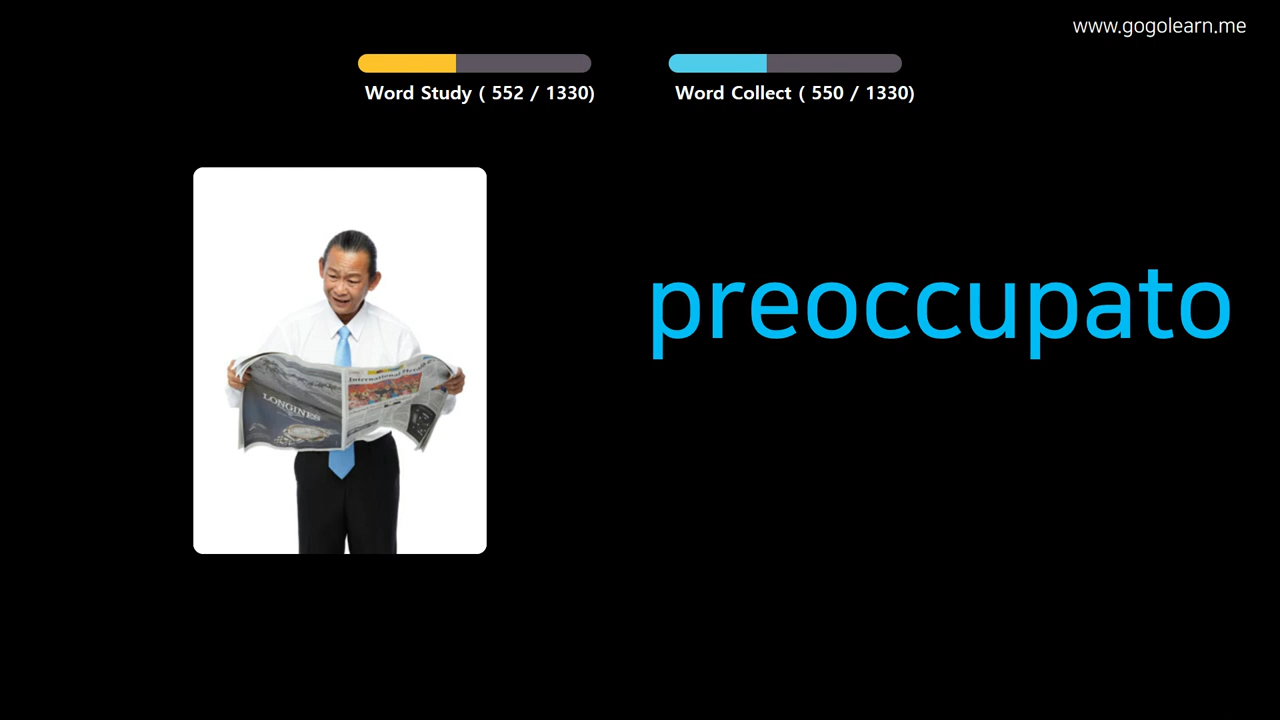 www.gogolearn.me
Word Study ( 552 / 1330)
Word Collect ( 550 / 1330)
preoccupato
International Herald
LONGINES